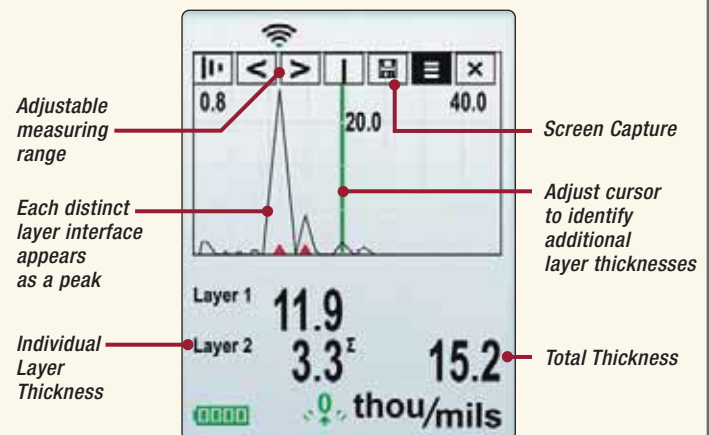 Adjustable
measuring
range
Each distinct
layer interface
appears
as a peak
Individual
Layer
Thickness
< >
0.8
20.0
40.0
Layer 1
11.9
Layer 2
3.3Σ
15.2
0
thou/mils
Screen Capture
Adjust cursor
to identify
additional
layer thicknesses
Total Thickness